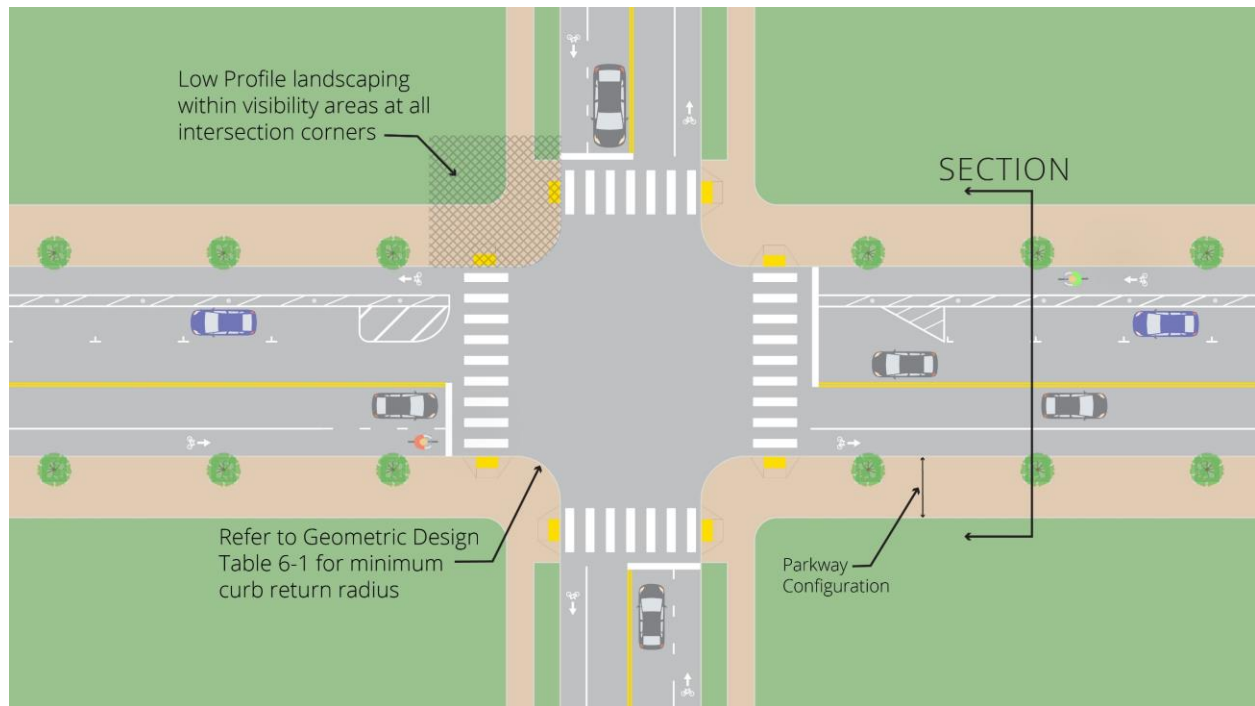 Low Profile landscaping
within visibility areas at all
intersection corners
SECTION
Refer to Geometric Design
Table 6-1 for minimum
curb return radius
Parkway
Configuration